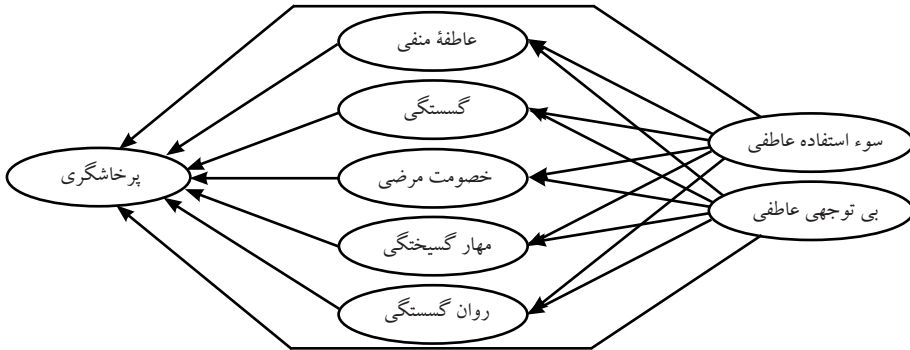 سوء استفاده عاطفی
بی توجهی عاطفی
عاطفهٔ منفی
گسستگی
خصومت مرضی
مهار گسیختگی
روان گسستگی
پرخاشگری